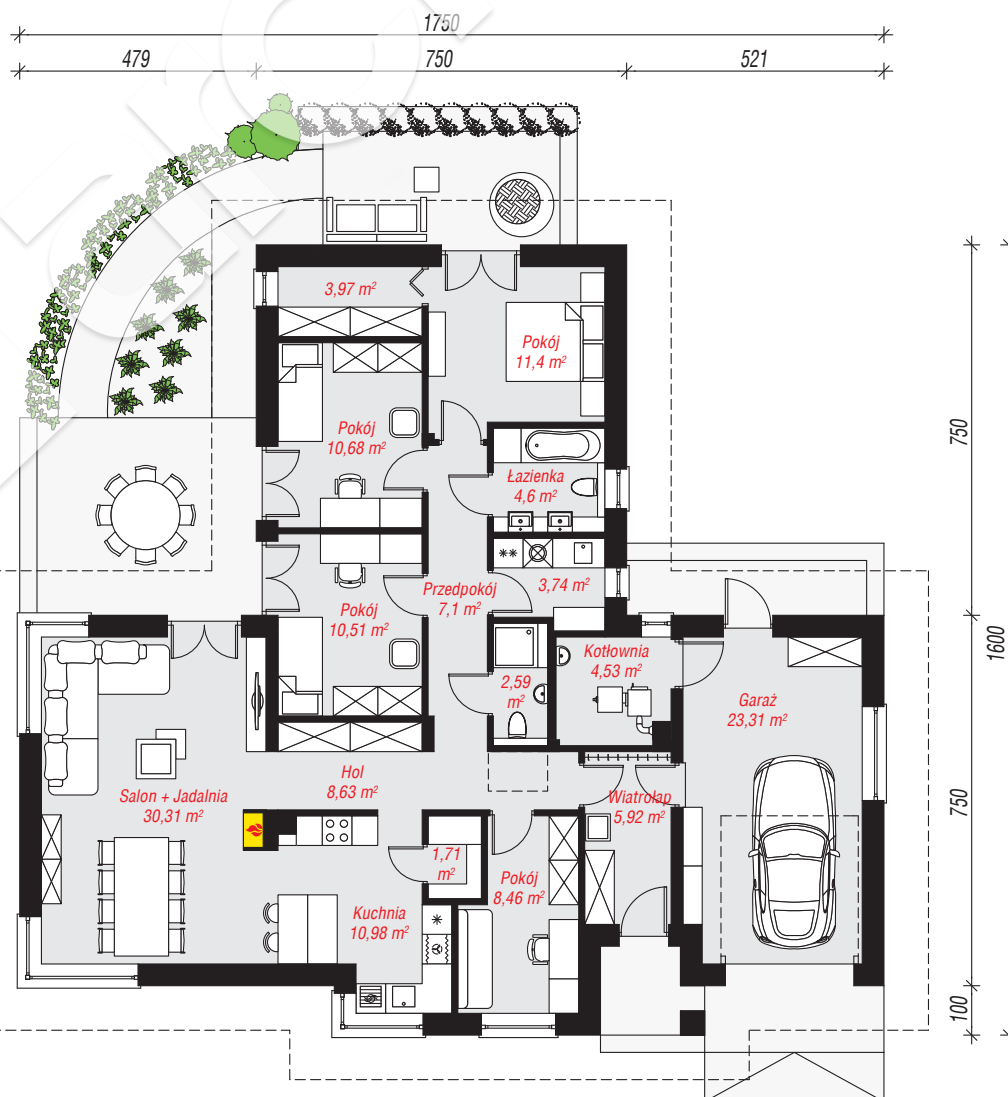 1750
479
750
521
3,97 m²
Pokój
11,4 m²
Pokój
10,68 m²
Łazienka
4,6 m²
750
Przedpokój
7,1 m²
3,74 m²
Pokój
10,51 m²
Kotłownia
4,53 m²
1600
2,59
m²
Garaż
23,31 m²
Hol
8,63 m²
Salon + Jadalnia
30,31 m²
Wiatrołap
5,92 m²
750
1,71
m²
Pokój
8,46 m²
Kuchnia
10,98 m²
100